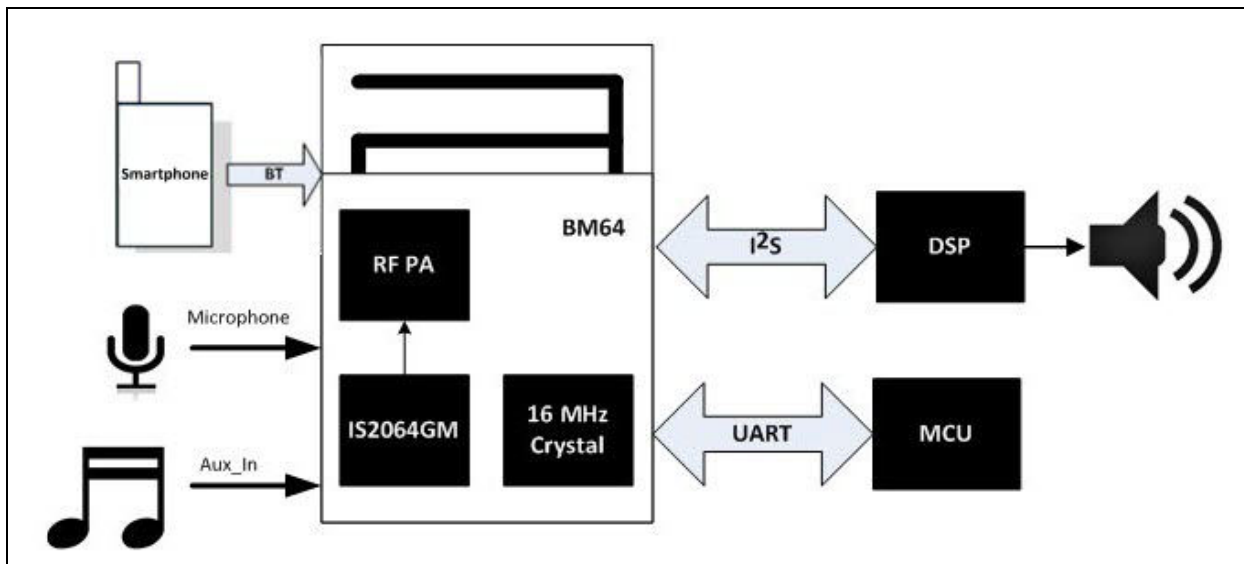 Smartphone
BT
Microphone
Aux_In
BM64
RF PA
IS2064GM
16 MHz
Crystal
I²S
DSP
UART
MCU